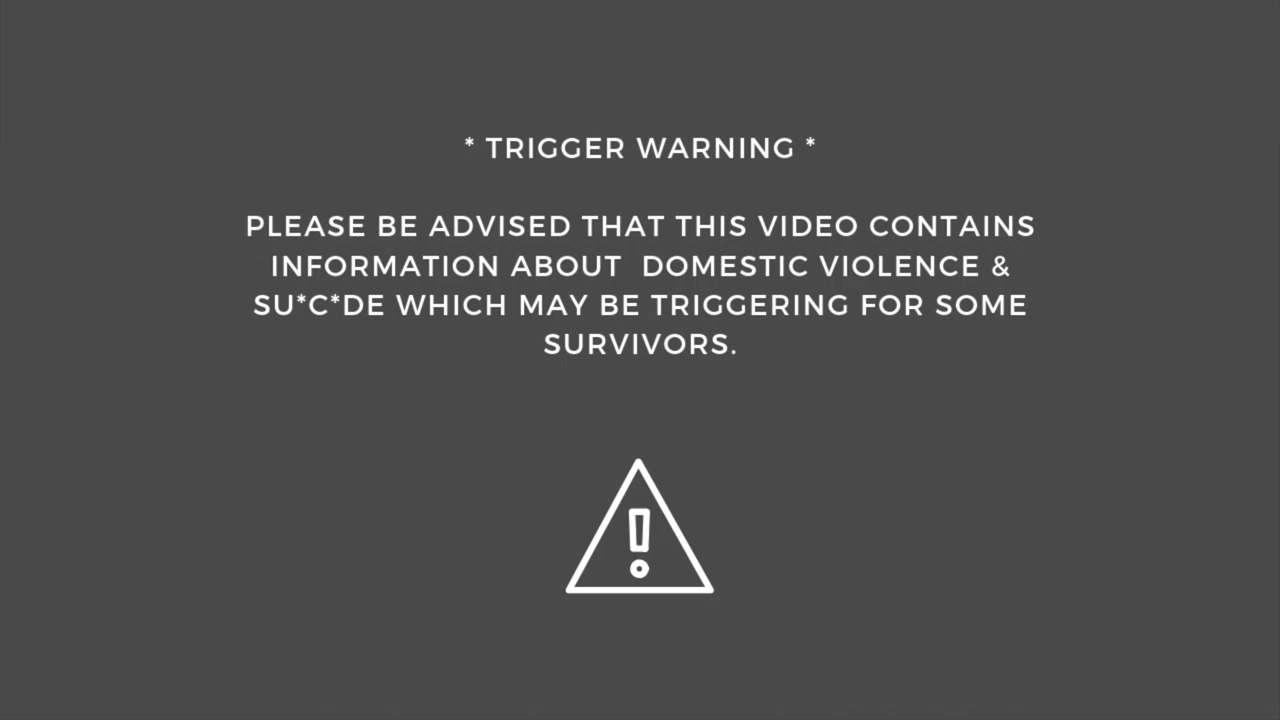 * TRIGGER WARNING *
PLEASE BE ADVISED THAT THIS VIDEO CONTAINS
INFORMATION ABOUT  DOMESTIC VIOLENCE &
SU*C*DE WHICH MAY BE TRIGGERING FOR SOME
SURVIVORS.